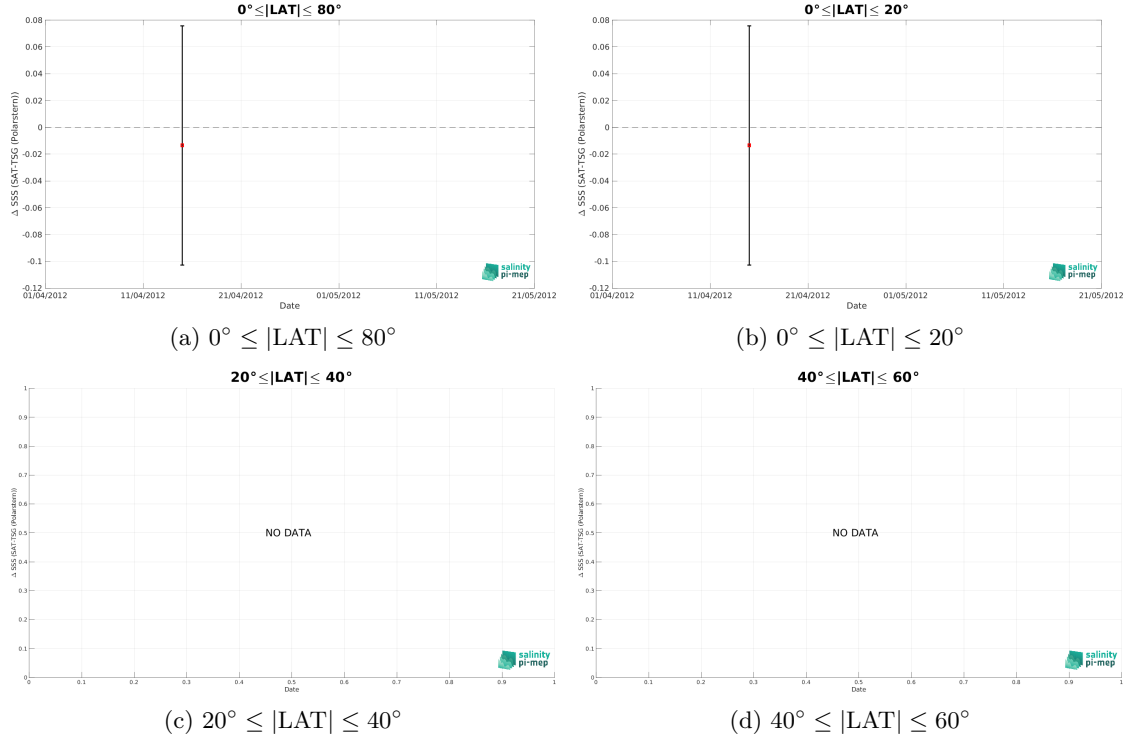 0°≤|LAT|≤ 80°
Δ SSS (SAT-TSG (Polarstern))
0.08
0.06
0.04
0.02
0
-0.02
-0.04
-0.06
-0.08
-0.1
-0.12
01/04/2012 11/04/2012 21/04/2012 01/05/2012 11/05/2012 21/05/2012
Date
salinity
pi-mep
(a) 0° ≤ |LAT| ≤ 80°
0°≤|LAT|≤ 20°
Δ SSS (SAT-TSG (Polarstern))
0.08
0.06
0.04
0.02
0
-0.02
-0.04
-0.06
-0.08
-0.1
-0.12
01/04/2012 11/04/2012 21/04/2012 01/05/2012 11/05/2012 21/05/2012
Date
salinity
pi-mep
(b) 0° ≤ |LAT| ≤ 20°
20°≤|LAT|≤ 40°
Δ SSS (SAT-TSG (Polarstern))
1
0.9
0.8
0.7
0.6
0.5
0.4
0.3
0.2
0.1
0
NO DATA
0 0.1 0.2 0.3 0.4 0.5 0.6 0.7 0.8 0.9 1
Date
salinity
pi-mep
(c) 20° ≤ |LAT| ≤ 40°
40°≤|LAT|≤ 60°
Δ SSS (SAT-TSG (Polarstern))
1
0.9
0.8
0.7
0.6
0.5
0.4
0.3
0.2
0.1
0
NO DATA
0 0.1 0.2 0.3 0.4 0.5 0.6 0.7 0.8 0.9 1
Date
salinity
pi-mep
(d) 40° ≤ |LAT| ≤ 60°